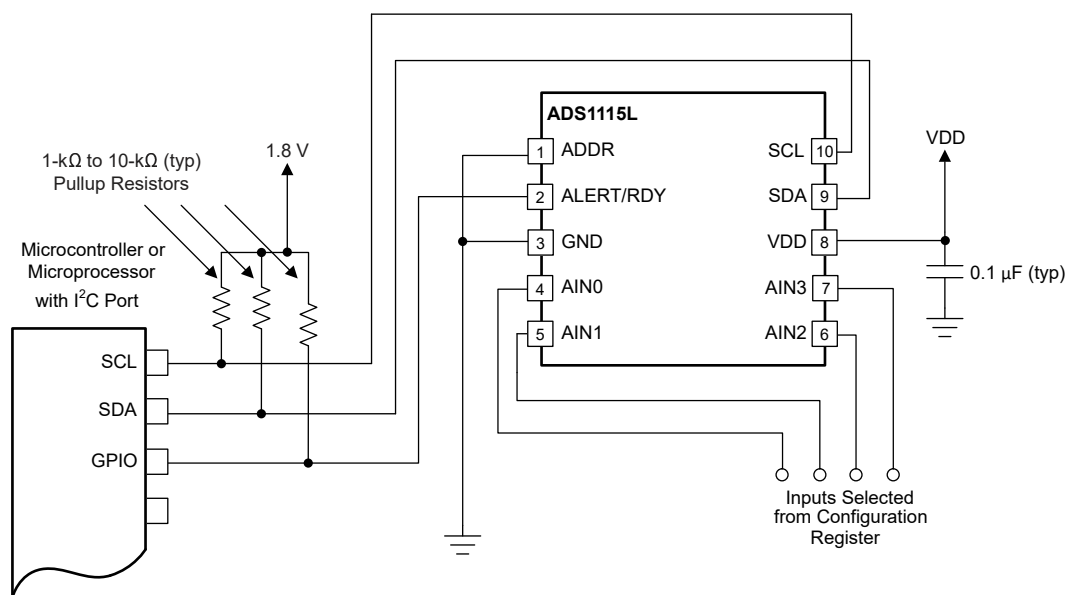 1-kΩ to 10-kΩ (typ)
Pullup Resistors
1.8 V
Microcontroller or
Microprocessor
with I²C Port
SCL
SDA
GPIO
ADS1115L
1 ADDR
2 ALERT/RDY
3 GND
4 AIN0
5 AIN1
SCL 10
SDA 9
VDD 8
AIN3 7
AIN2 6
VDD
0.1 μF (typ)
Inputs Selected
from Configuration
Register